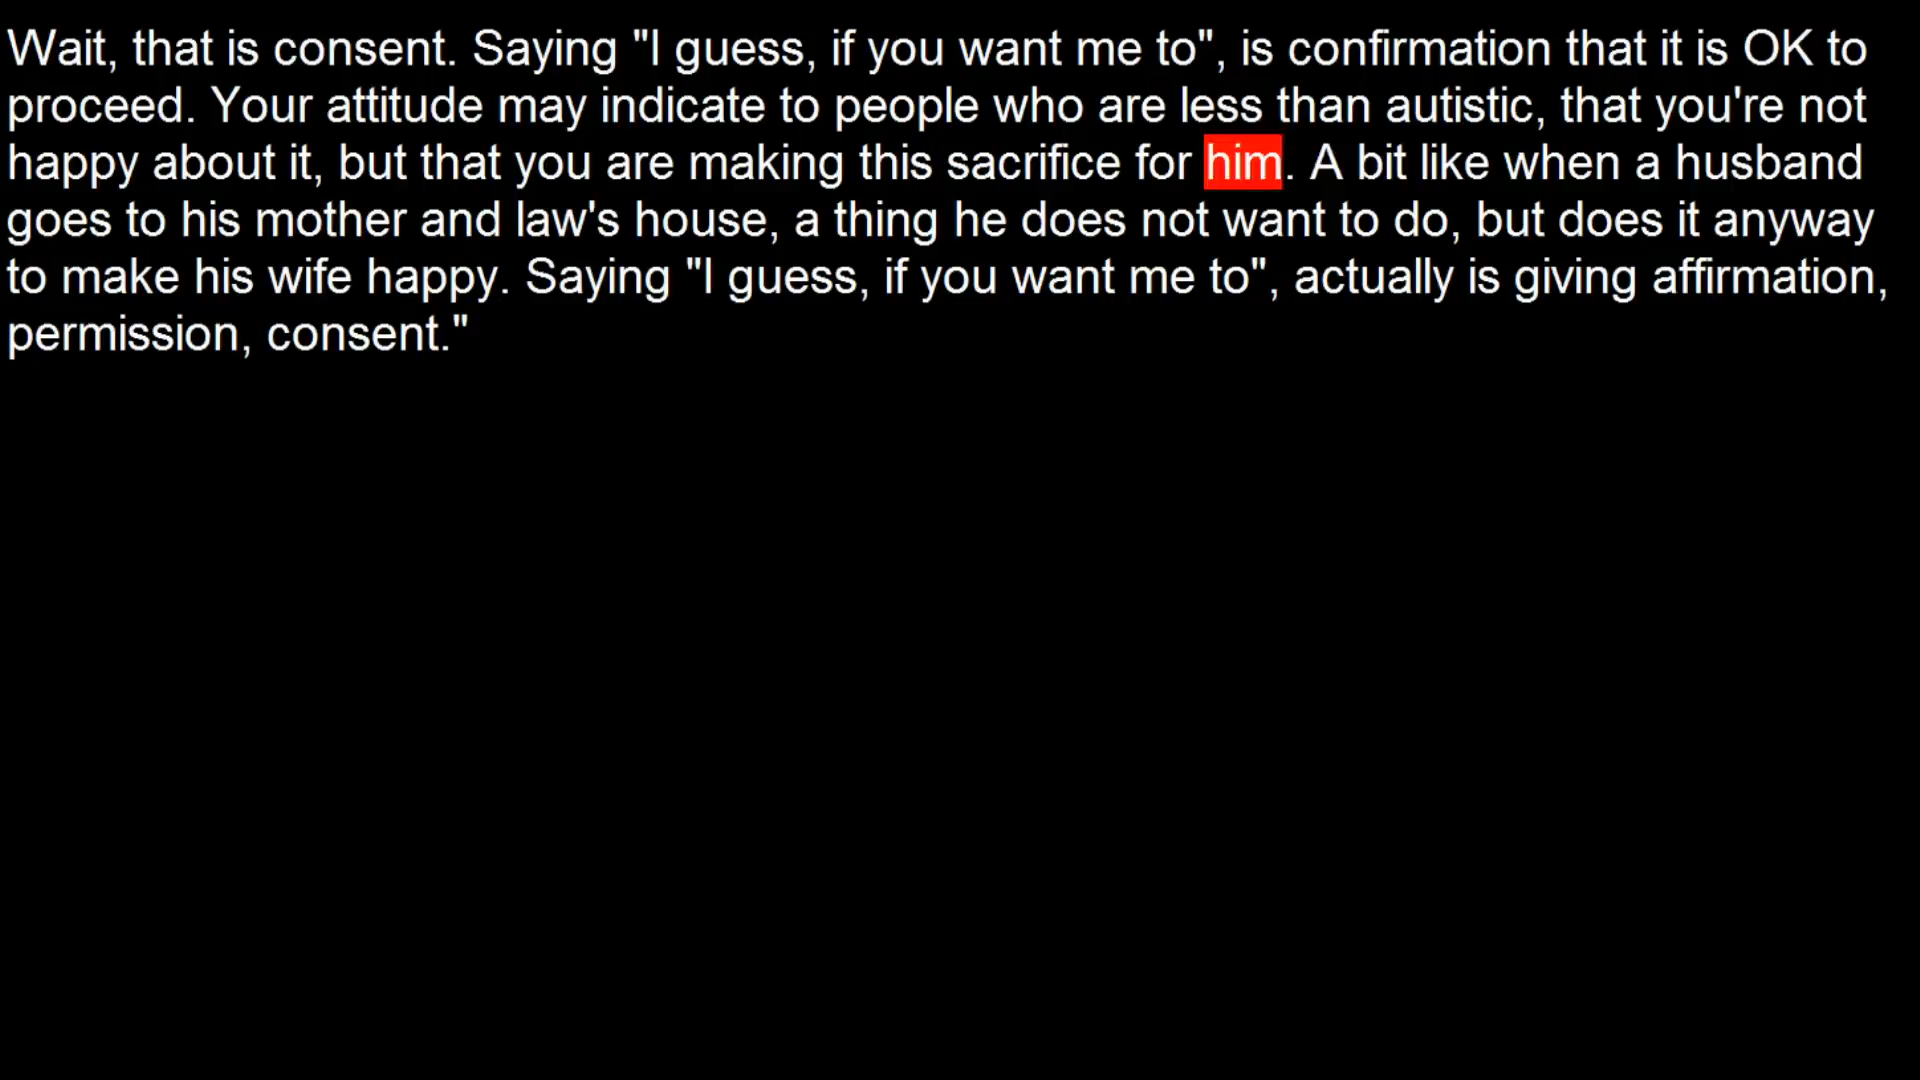 Wait, that is consent. Saying "I guess, if you want me to", is confirmation that it is OK to
proceed. Your attitude may indicate to people who are less than autistic, that you're not
happy about it, but that you are making this sacrifice for him. A bit like when a husband
goes to his mother and law's house, a thing he does not want to do, but does it anyway
to make his wife happy. Saying "I guess, if you want me to", actually is giving affirmation,
permission, consent."